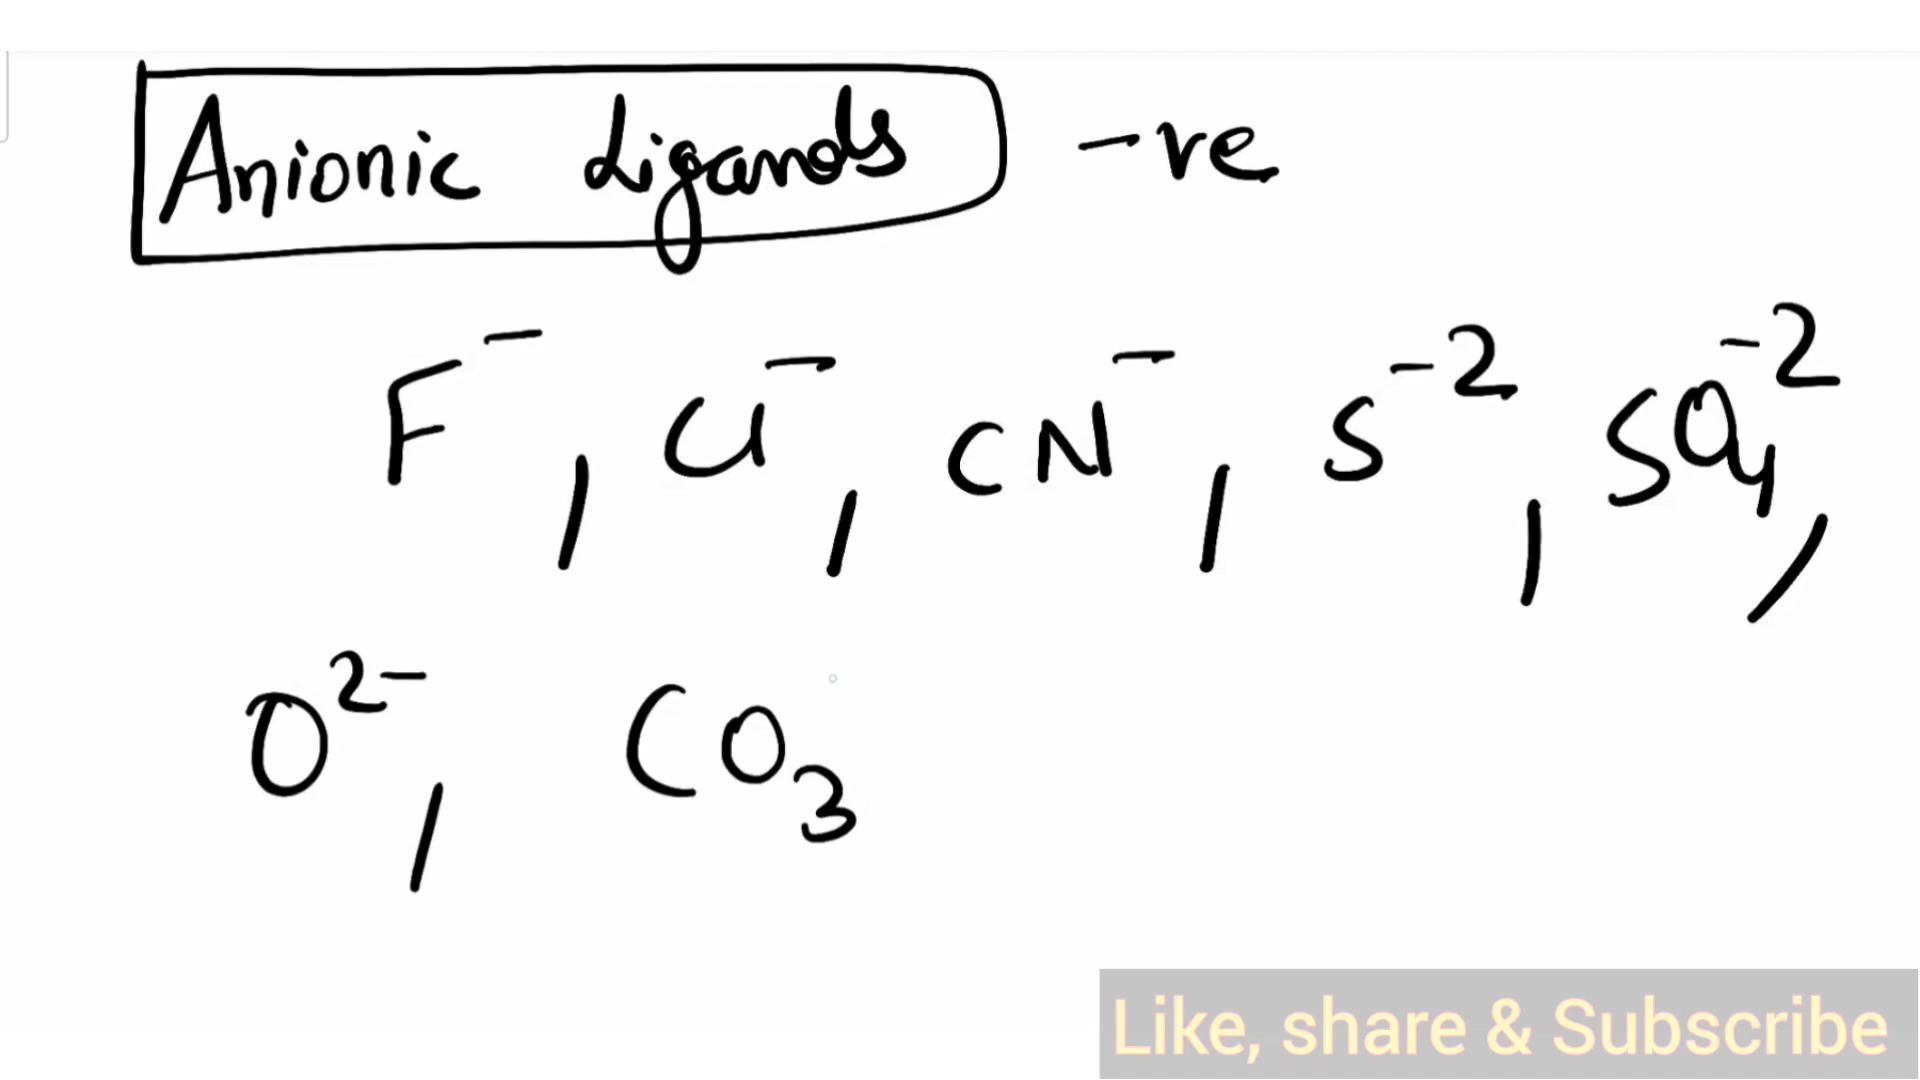 Anionic Ligands -ve
F⁻, Cl⁻, CN⁻, S⁻², SO₄⁻²,
O²⁻, CO₃
Like, share & Subscribe